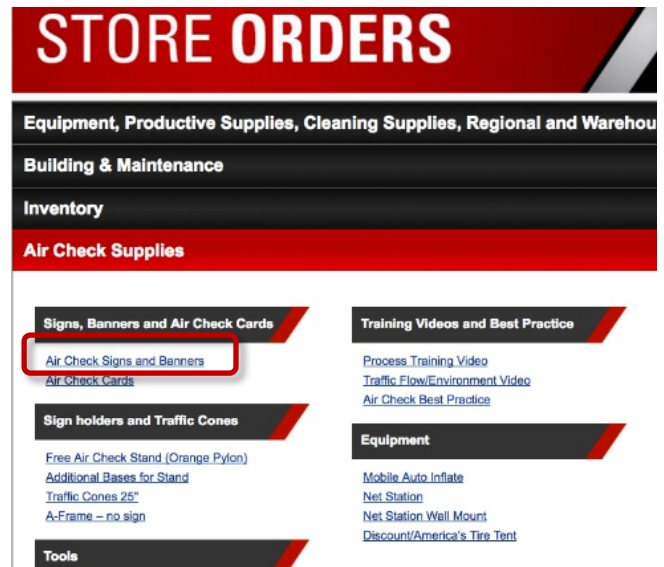 STORE ORDERS
Equipment, Productive Supplies, Cleaning Supplies, Regional and Warehou
Building & Maintenance
Inventory
Air Check Supplies
Signs, Banners and Air Check Cards
Air Check Signs and Banners
Air Check Cards
Sign holders and Traffic Cones
Free Air Check Stand (Orange Pylon)
Additional Bases for Stand
Traffic Cones 25"
A-Frame – no sign
Tools
Training Videos and Best Practice
Process Training Video
Traffic Flow/Environment Video
Air Check Best Practice
Equipment
Mobile Auto Inflate
Net Station
Net Station Wall Mount
Discount/America's Tire Tent